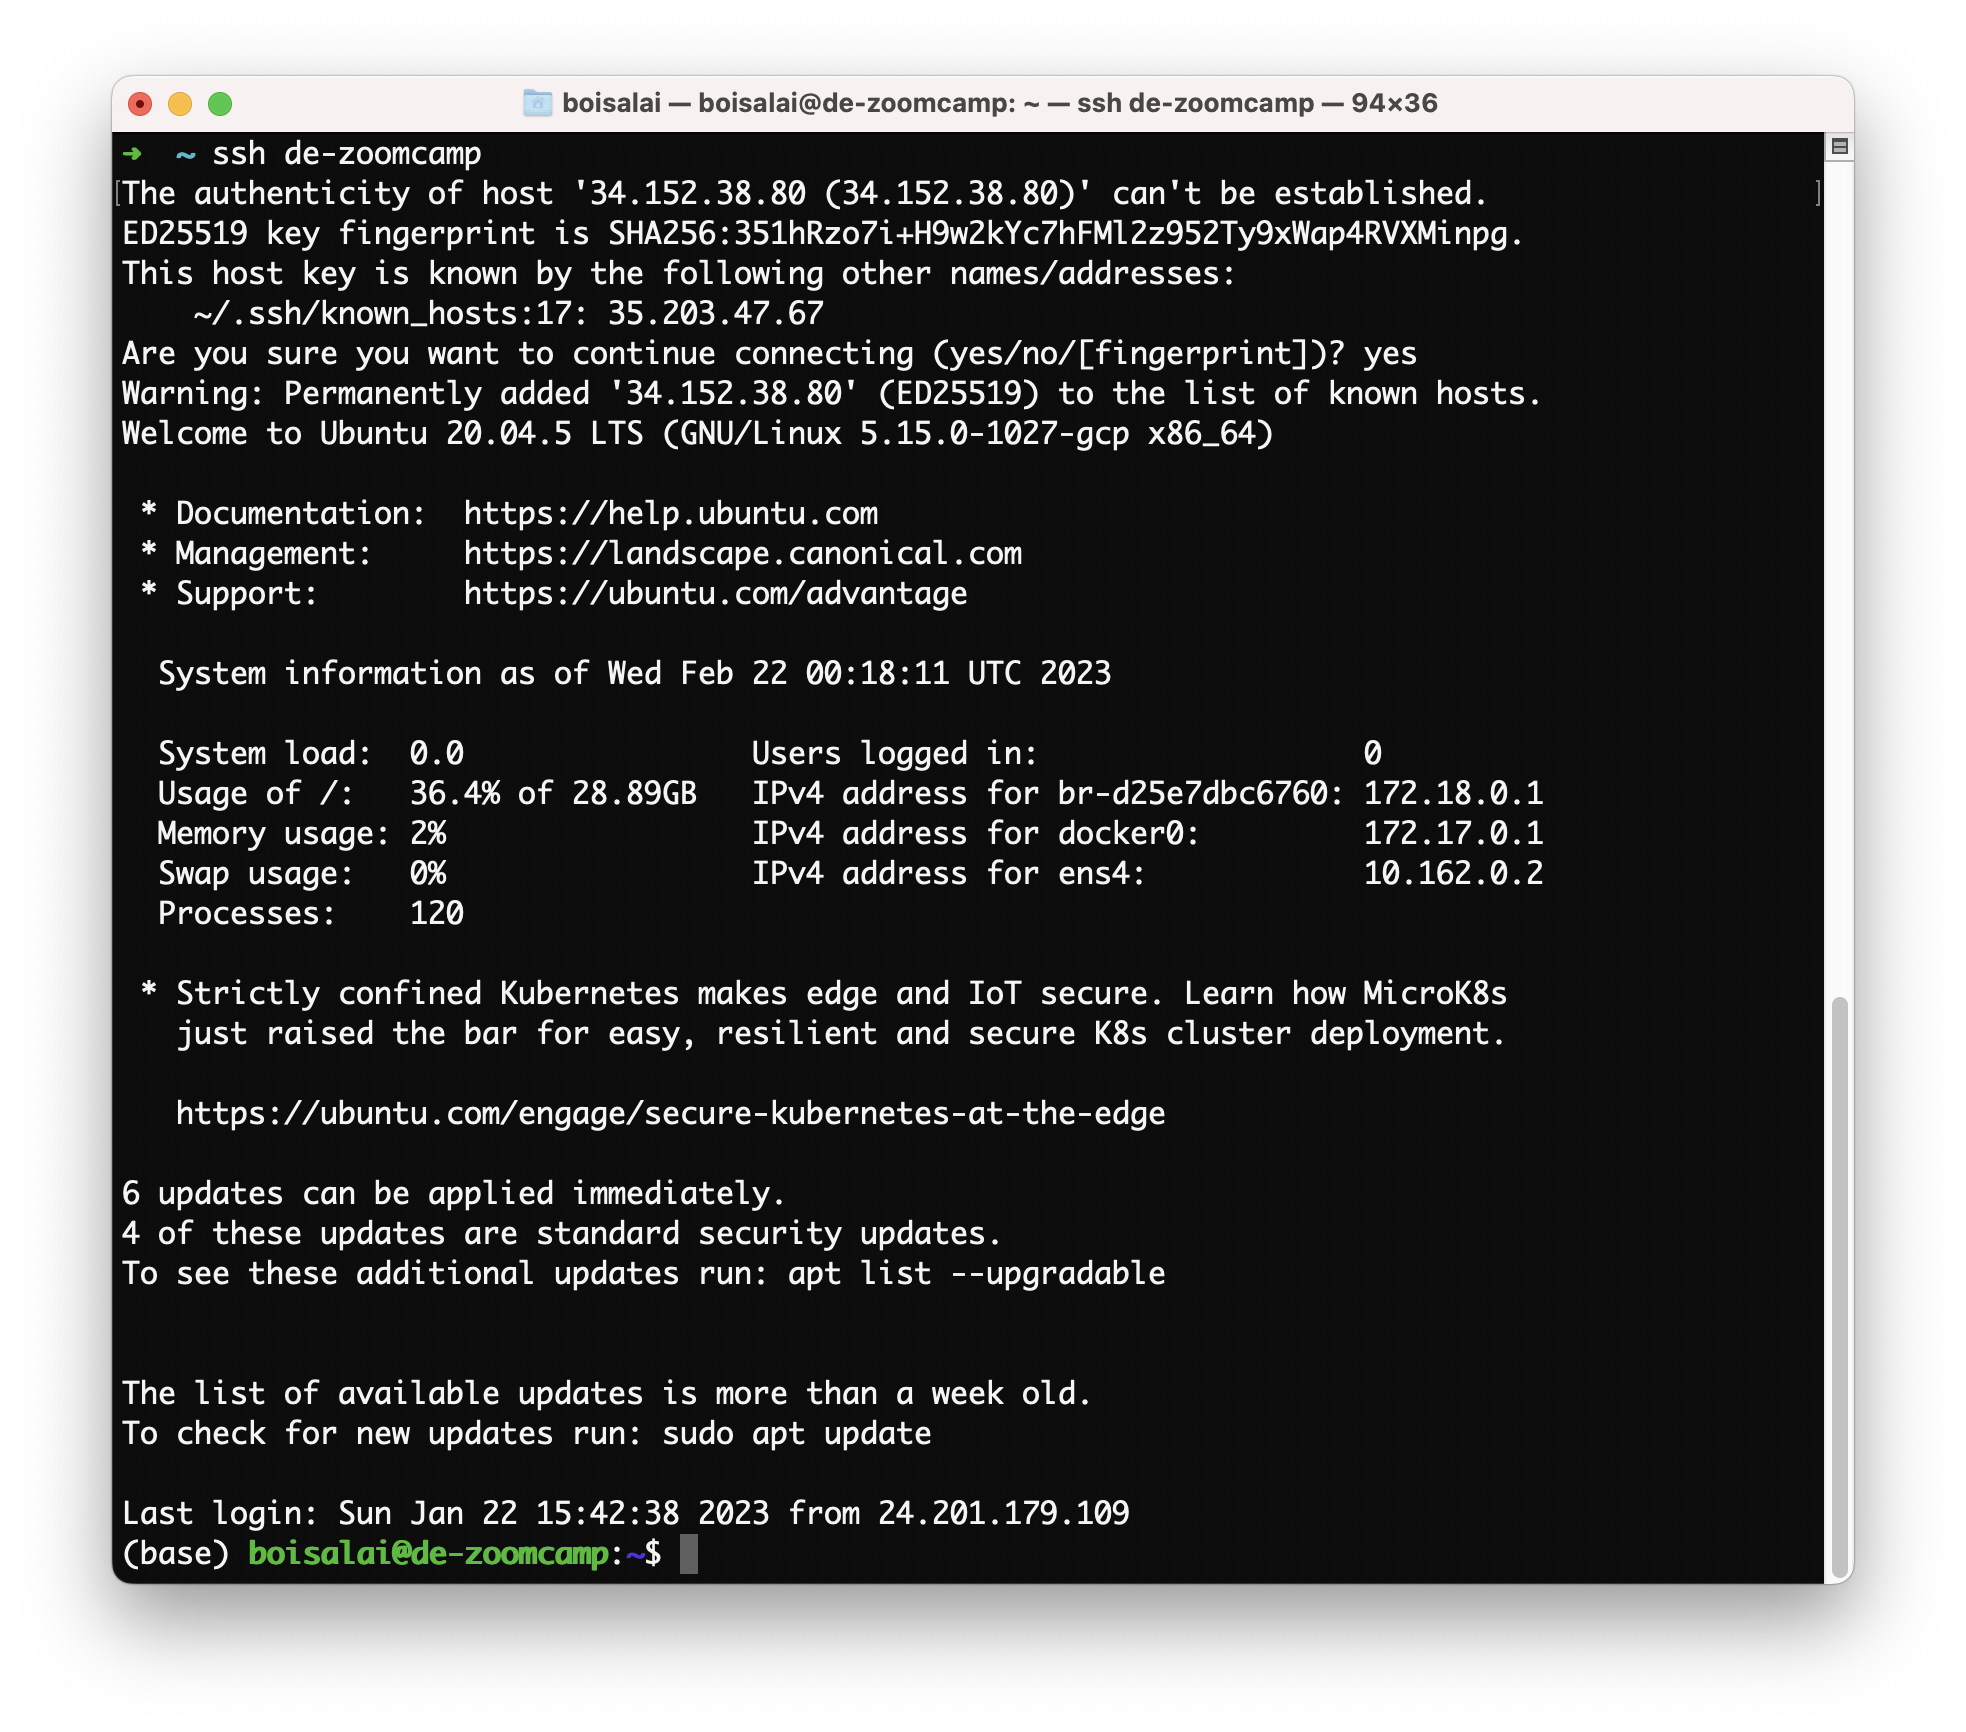 boisalai — boisalai@de-zoomcamp: ~ — ssh de-zoomcamp — 94×36
➜  ~ ssh de-zoomcamp
The authenticity of host '34.152.38.80 (34.152.38.80)' can't be established.
ED25519 key fingerprint is SHA256:351hRzo7i+H9w2kYc7hFMl2z952Ty9xWap4RVXMinpg.
This host key is known by the following other names/addresses:
    ~/.ssh/known_hosts:17: 35.203.47.67
Are you sure you want to continue connecting (yes/no/[fingerprint])? yes
Warning: Permanently added '34.152.38.80' (ED25519) to the list of known hosts.
Welcome to Ubuntu 20.04.5 LTS (GNU/Linux 5.15.0-1027-gcp x86_64)

 * Documentation:  https://help.ubuntu.com
 * Management:     https://landscape.canonical.com
 * Support:        https://ubuntu.com/advantage

  System information as of Wed Feb 22 00:18:11 UTC 2023

  System load:  0.0                Users logged in:                  0
  Usage of /:   36.4% of 28.89GB   IPv4 address for br-d25e7dbc6760: 172.18.0.1
  Memory usage: 2%                 IPv4 address for docker0:         172.17.0.1
  Swap usage:   0%                 IPv4 address for ens4:            10.162.0.2
  Processes:    120

 * Strictly confined Kubernetes makes edge and IoT secure. Learn how MicroK8s
   just raised the bar for easy, resilient and secure K8s cluster deployment.

   https://ubuntu.com/engage/secure-kubernetes-at-the-edge

6 updates can be applied immediately.
4 of these updates are standard security updates.
To see these additional updates run: apt list --upgradable

The list of available updates is more than a week old.
To check for new updates run: sudo apt update

Last login: Sun Jan 22 15:42:38 2023 from 24.201.179.109
(base) boisalai@de-zoomcamp:~$